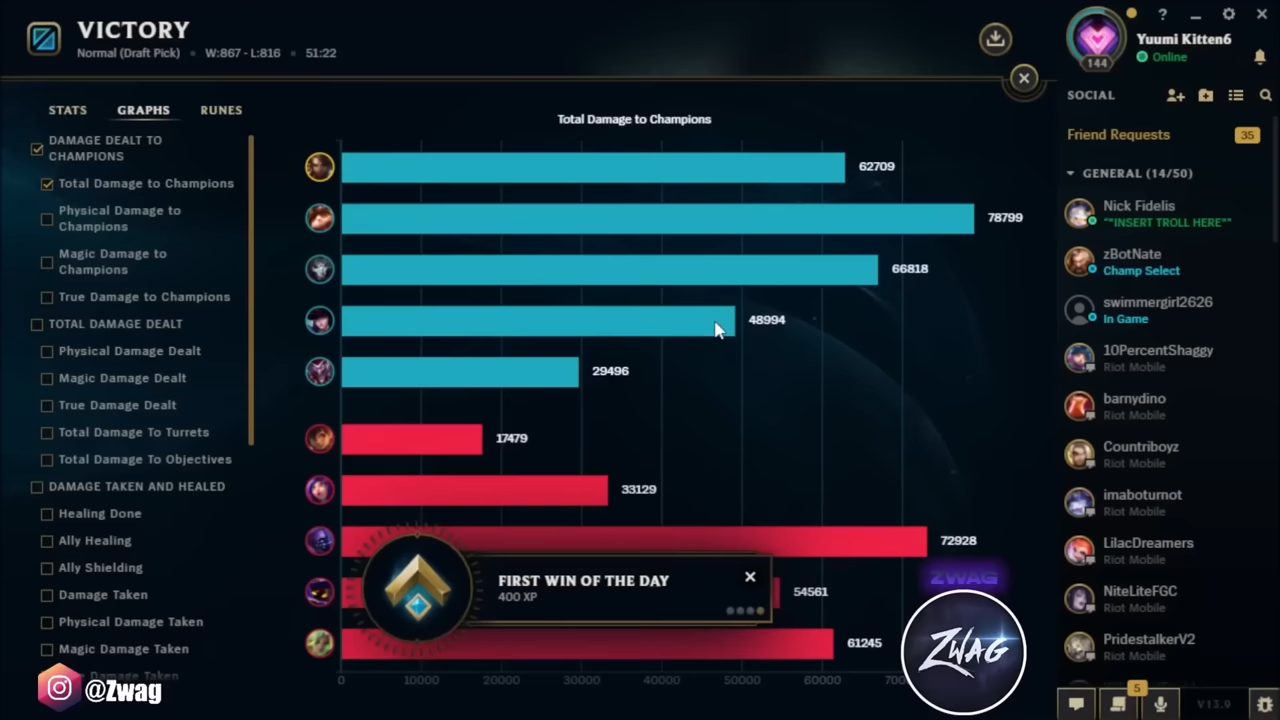 VICTORY
Normal (Draft Pick) • W:867 - L:816 • 51:22
STATS GRAPHS RUNES
DAMAGE DEALT TO
CHAMPIONS
Total Damage to Champions
Physical Damage to
Champions
Magic Damage to
Champions
True Damage to Champions
TOTAL DAMAGE DEALT
Physical Damage Dealt
Magic Damage Dealt
True Damage Dealt
Total Damage To Turrets
Total Damage To Objectives
DAMAGE TAKEN AND HEALED
Healing Done
Ally Healing
Ally Shielding
Damage Taken
Physical Damage Taken
Magic Damage Taken
Damage Taken
@Zwag
Total Damage to Champions
62709
78799
66818
48994
29496
17479
33129
72928
54561
61245
0 10000 20000 30000 40000 50000 60000
FIRST WIN OF THE DAY
400 XP
ZWAG
ZWAG
144
?
Yuumi Kitten6
Online
SOCIAL
Friend Requests 35
GENERAL (14/50)
Nick Fidelis
"*INSERT TROLL HERE*"
zBotNate
Champ Select
swimmergirl2626
In Game
10PercentShaggy
Riot Mobile
barnydino
Riot Mobile
Countriboyz
Riot Mobile
imaboturnot
Riot Mobile
LilacDreamers
Riot Mobile
NiteLiteFGC
Riot Mobile
PridestalkerV2
Riot Mobile
5
V13.9